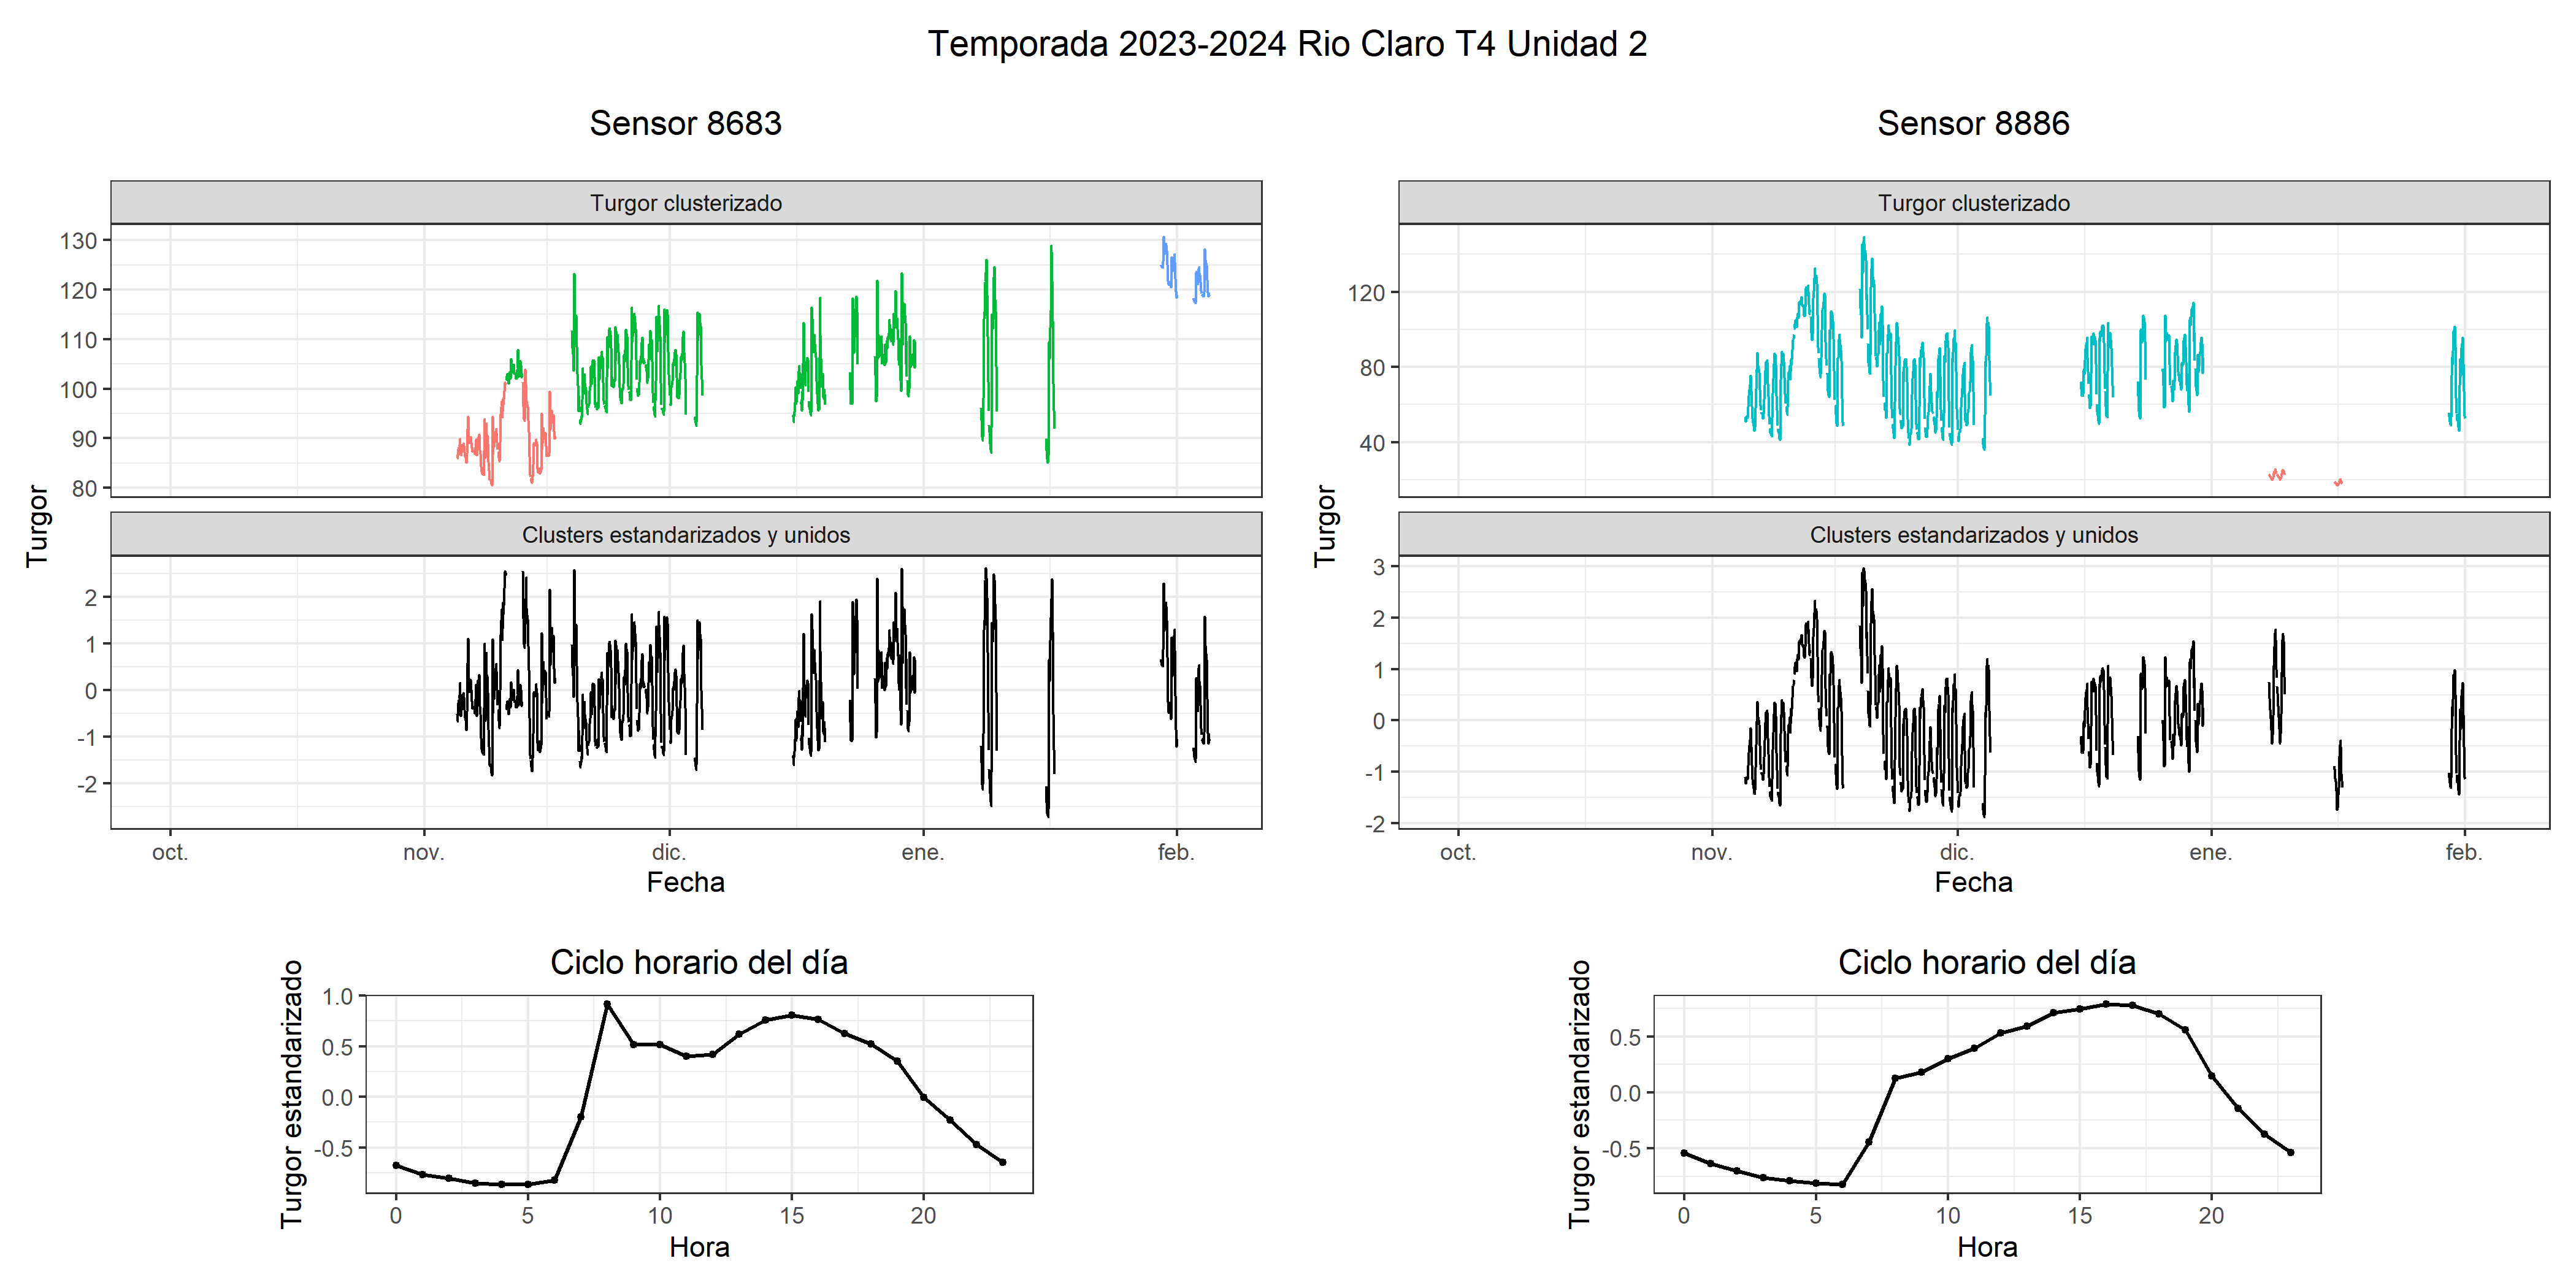 Temporada 2023-2024 Rio Claro T4 Unidad 2
Sensor 8683
Turgor clusterizado
130
120
110
100
90
80
Turgor
Clusters estandarizados y unidos
2
1
0
-1
-2
oct.
nov.
dic.
ene.
feb.
Fecha
Ciclo horario del día
Turgor estandarizado
1.0
0.5
0.0
-0.5
0
5
10
15
20
Hora
Sensor 8886
Turgor clusterizado
120
80
40
Turgor
Clusters estandarizados y unidos
3
2
1
0
-1
-2
oct.
nov.
dic.
ene.
feb.
Fecha
Ciclo horario del día
Turgor estandarizado
0.5
0.0
-0.5
0
5
10
15
20
Hora